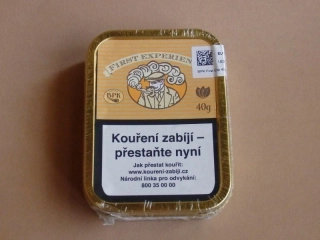 FIRST EXPERIEN
BPK
40g
Kouření zabíjí –
přestaňte nyní
Jak přestat kouřit:
www.koureni-zabiji.cz
Národní linka pro odvykání:
800 35 00 00